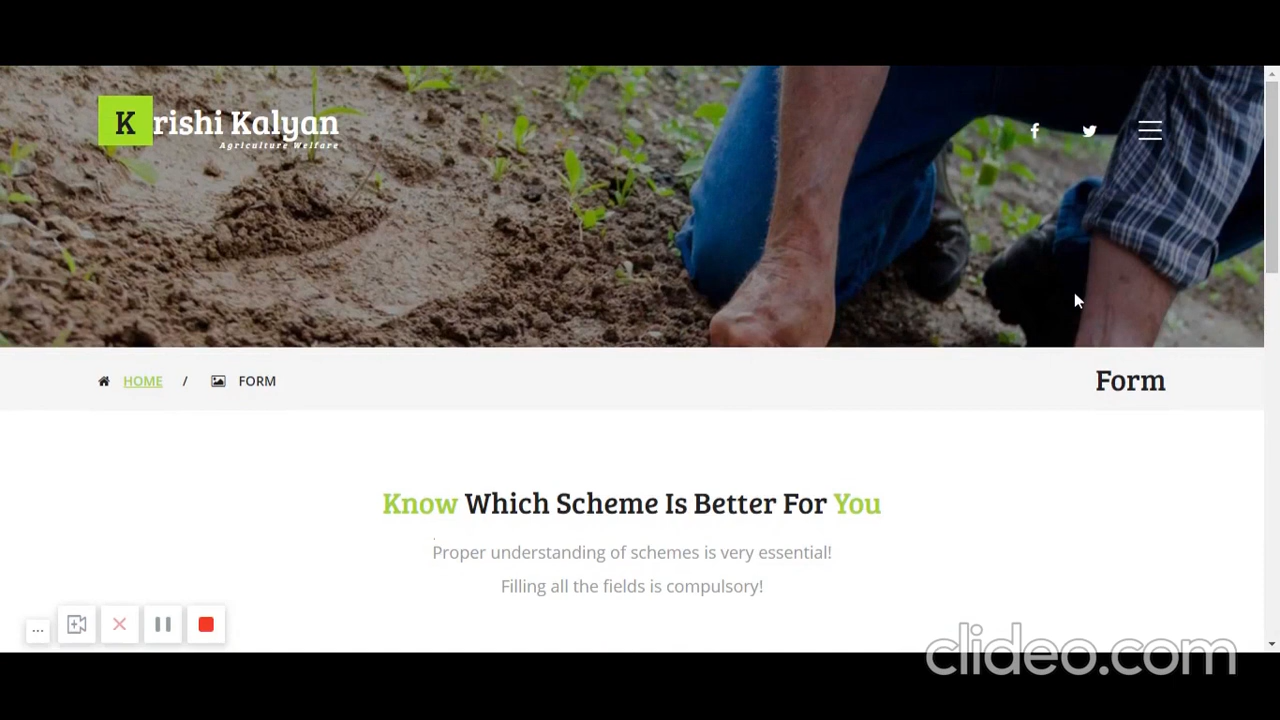 Krishi Kalyan
Agriculture Welfare
HOME / FORM
Form
Know Which Scheme Is Better For You
Proper understanding of schemes is very essential!
Filling all the fields is compulsory!
...
clideo.com